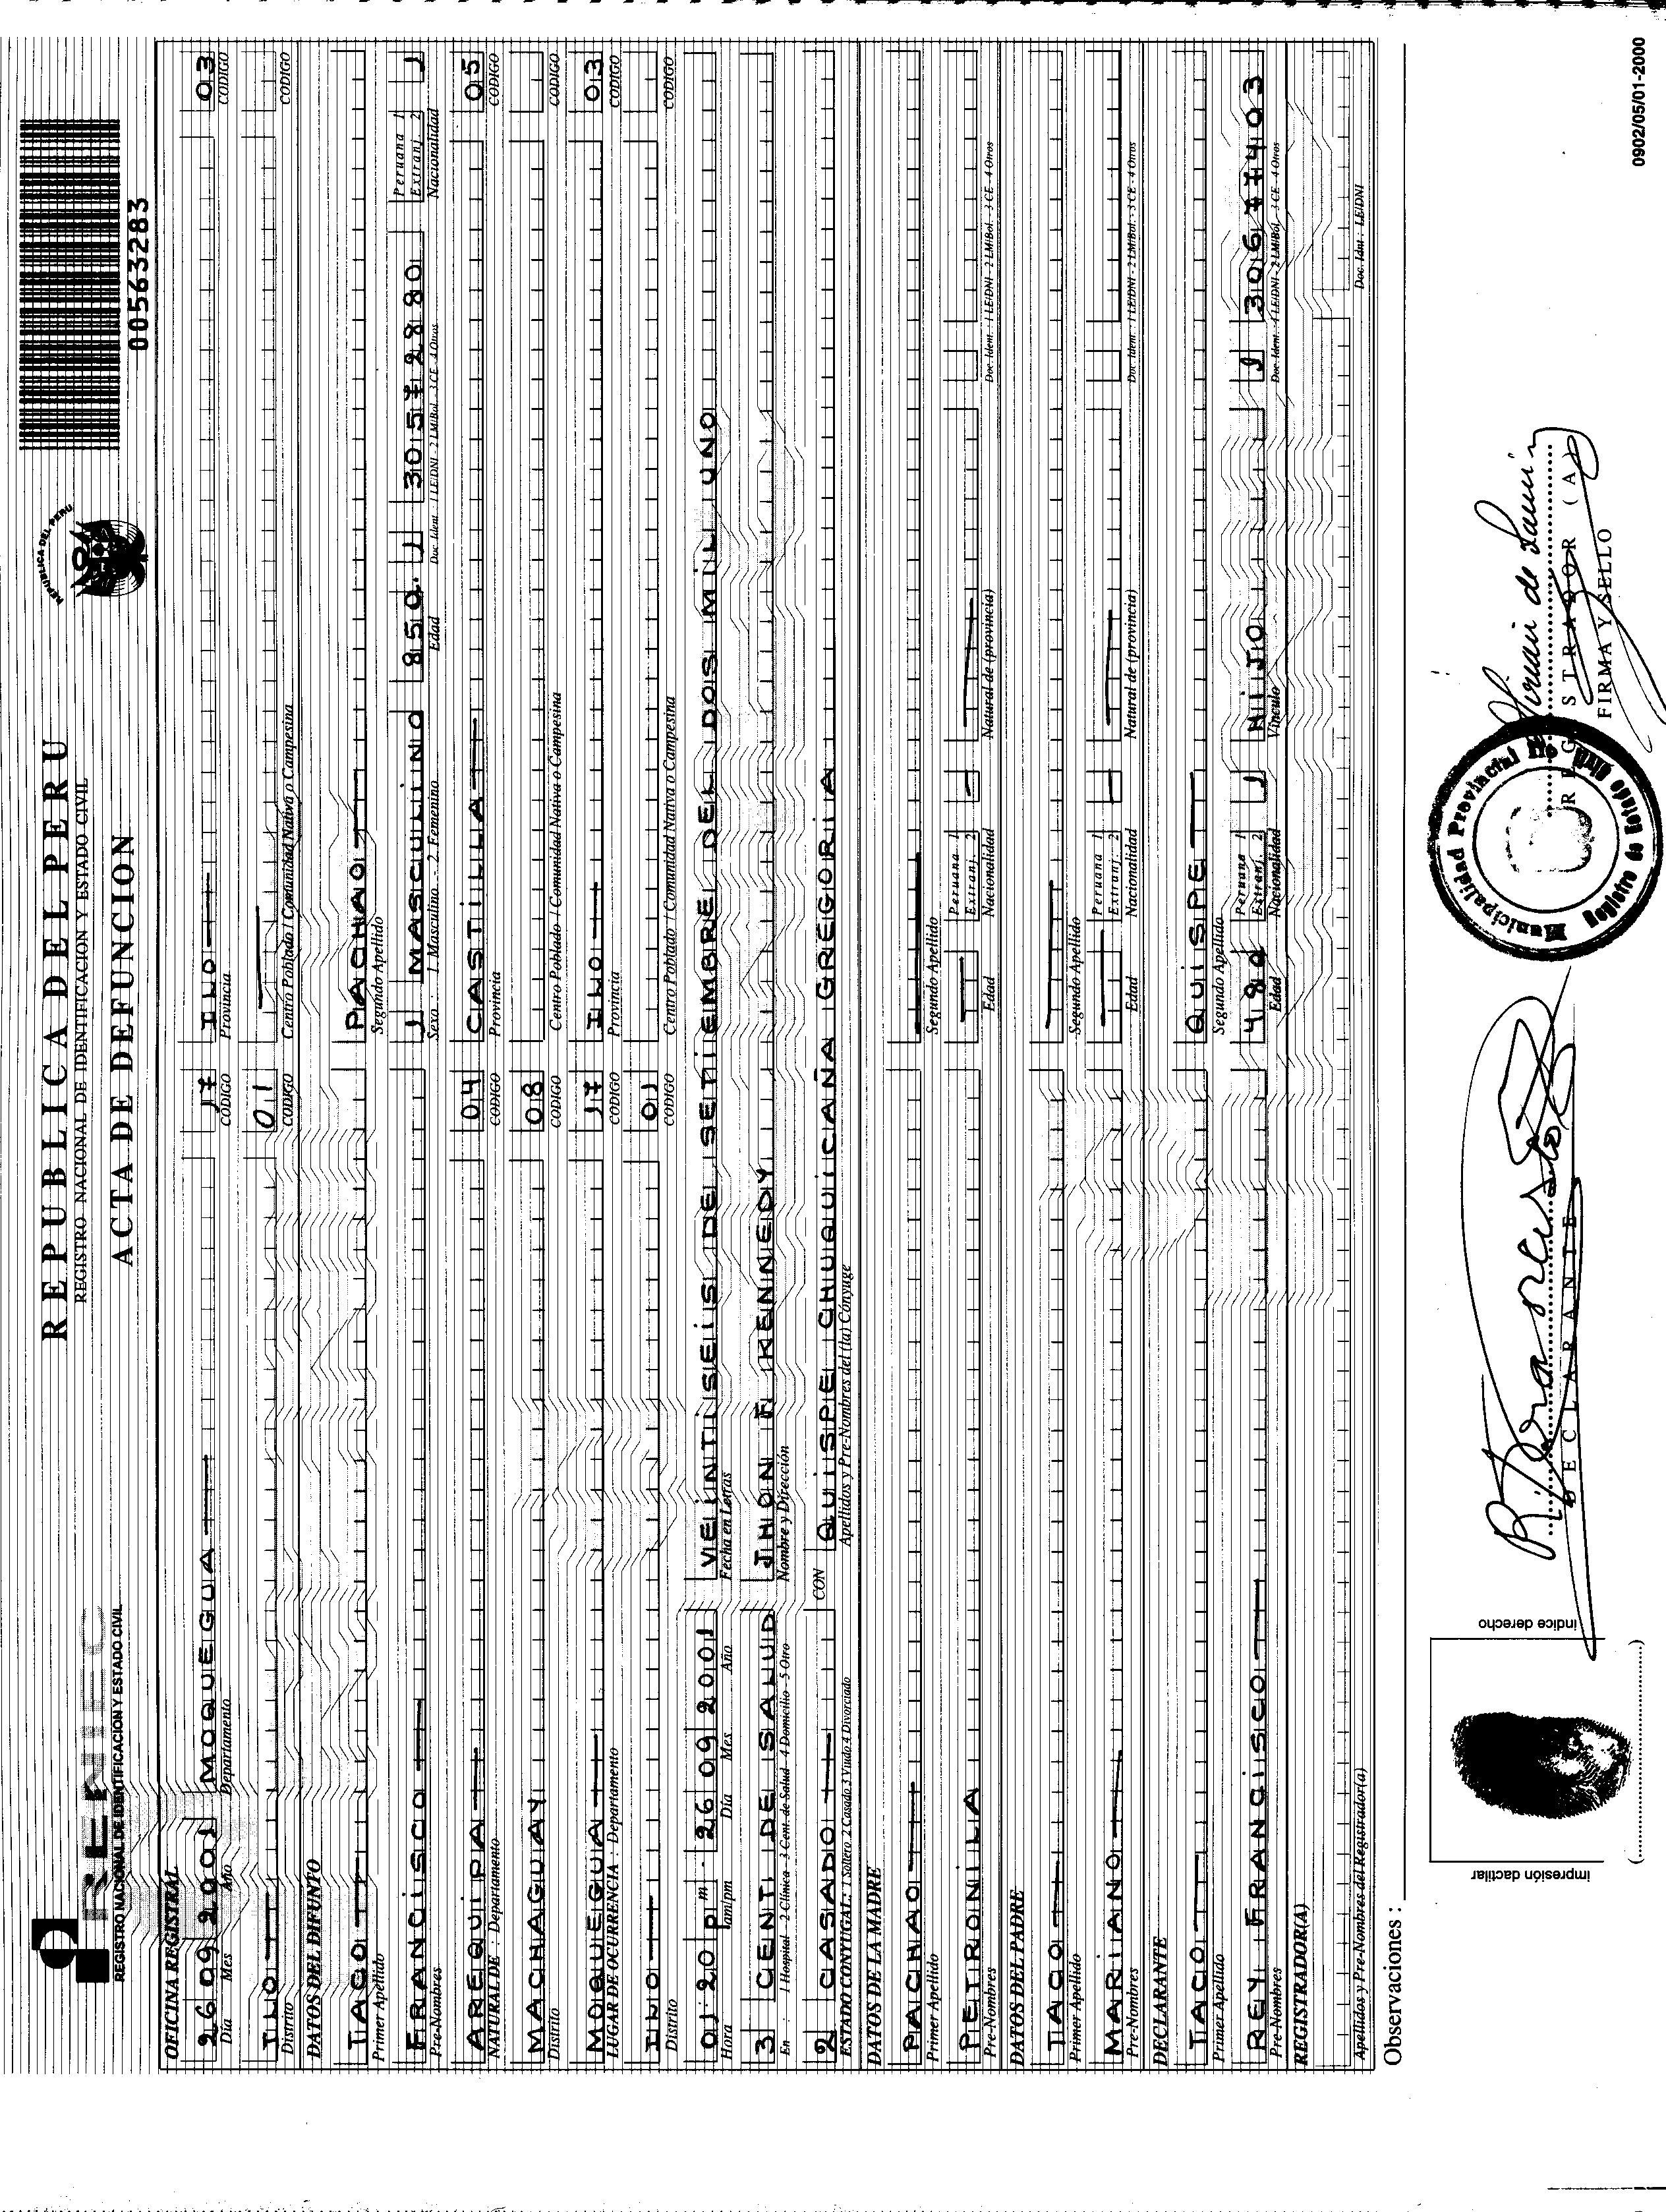 REPUBLICA DEL PERU
REGISTRO NACIONAL DE IDENTIFICACION Y ESTADO CIVIL
ACTA DE DEFUNCION
RENIEC
REGISTRO NACIONAL DE IDENTIFICACION Y ESTADO CIVIL
REPUBLICA DEL PERU
00563283
OFICINA REGISTRAL
26 09 2001 MOQUEGUA 17 ILO 03
Dia Mes Año Departamento CODIGO Provincia CODIGO
ILO 01
Distrito CODIGO Centro Poblado / Comunidad Nativa o Campesina CODIGO
DATOS DEL DIFUNTO
TACO PACHAO
Primer Apellido Segundo Apellido
FRANCISCO 1 MASCULINO 850. 1 30572880 Peruana 1 Extranj. 2 1
Pre-Nombres Sexo : 1. Masculino - 2. Femenino Edad Doc. Ident. : 1 LE/DNI - 2 LM/Bol. - 3 CE - 4 Otros Nacionalidad
AREQUIPA 04 CASTILLA 05
NATURAL DE : Departamento CODIGO Provincia CODIGO
MACHAGUAY 08
Distrito CODIGO Centro Poblado / Comunidad Nativa o Campesina CODIGO
MOQUEGUA 17 ILO 03
LUGAR DE OCURRENCIA : Departamento CODIGO Provincia CODIGO
ILO 01
Distrito CODIGO Centro Poblado / Comunidad Nativa o Campesina CODIGO
01:20 pm 26 09 2001 VEINTISEIS DE SETIEMBRE DEL DOS MIL UNO
Hora am/pm Dia Mes Año Fecha en Letras
3 CENT. DE SALUD JHON F. KENNEDY
En : 1 Hospital - 2 Clínica - 3 Cent. de Salud - 4 Domicilio - 5 Otro Nombre y Dirección
2 CASADO CON QUISPE CHUQUICAÑA GREGORIA
ESTADO CONYUGAL: 1 Soltero 2 Casado 3 Viudo 4 Divorciado Apellidos y Pre-Nombres del (la) Cónyuge
DATOS DE LA MADRE
PACHAO
Primer Apellido Segundo Apellido
PETRONILA Peruana 1 Extranj. 2
Pre-Nombres Edad Nacionalidad Natural de (provincia) Doc. Ident. : 1 LE/DNI - 2 LM/Bol. - 3 CE - 4 Otros
DATOS DEL PADRE
TACO
Primer Apellido Segundo Apellido
MARIANO Peruana 1 Extranj. 2
Pre-Nombres Edad Nacionalidad Natural de (provincia) Doc. Ident. : 1 LE/DNI - 2 LM/Bol. - 3 CE - 4 Otros
DECLARANTE
TACO QUISPE
Primer Apellido Segundo Apellido
REY FRANCISCO 480 Peruana 1 Extranj. 2 1 HIJO 1 30677403
Pre-Nombres Edad Nacionalidad Vínculo Doc. Ident. : 1 LE/DNI - 2 LM/Bol. - 3 CE - 4 Otros
REGISTRADOR(A)
Apellidos y Pre-Nombres del Registrador(a) Doc. Idnt : LE/DNI
Observaciones :
impresión dactilar
indice derecho
DECLARANTE
Municipalidad Provincial Ilo
Registro de Estado Civil
REGISTRADOR (A)
FIRMA Y SELLO
0902/05/01-2000